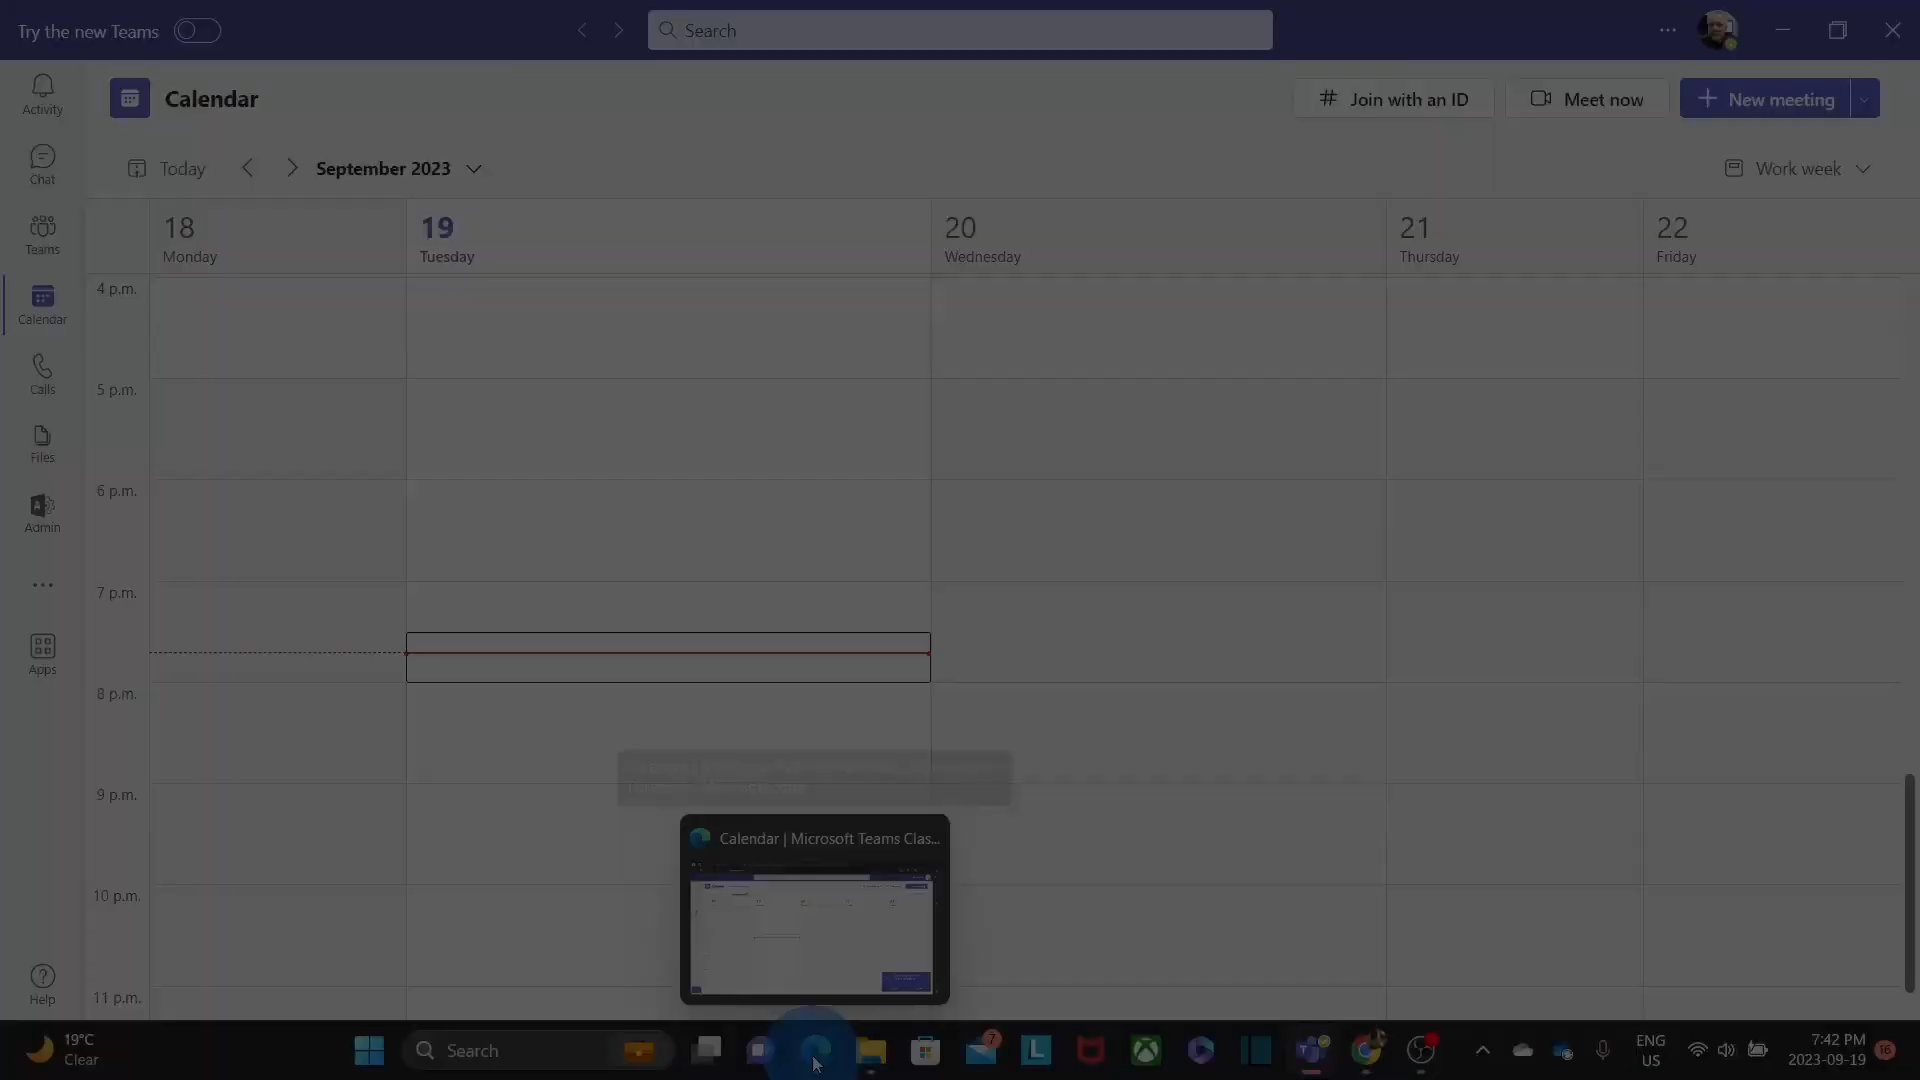 Try the new Teams
Search
Activity
Chat
Teams
Calendar
Calls
Files
Admin
Apps
Help
Calendar
Join with an ID
Meet now
New meeting
Today
September 2023
Work week
18
Monday
19
Tuesday
20
Wednesday
21
Thursday
22
Friday
4 p.m.
5 p.m.
6 p.m.
7 p.m.
8 p.m.
9 p.m.
10 p.m.
11 p.m.
Calendar | Microsoft Teams Clas...
19°C
Clear
Search
7
L
ENG
US
7:42 PM
2023-09-19
16